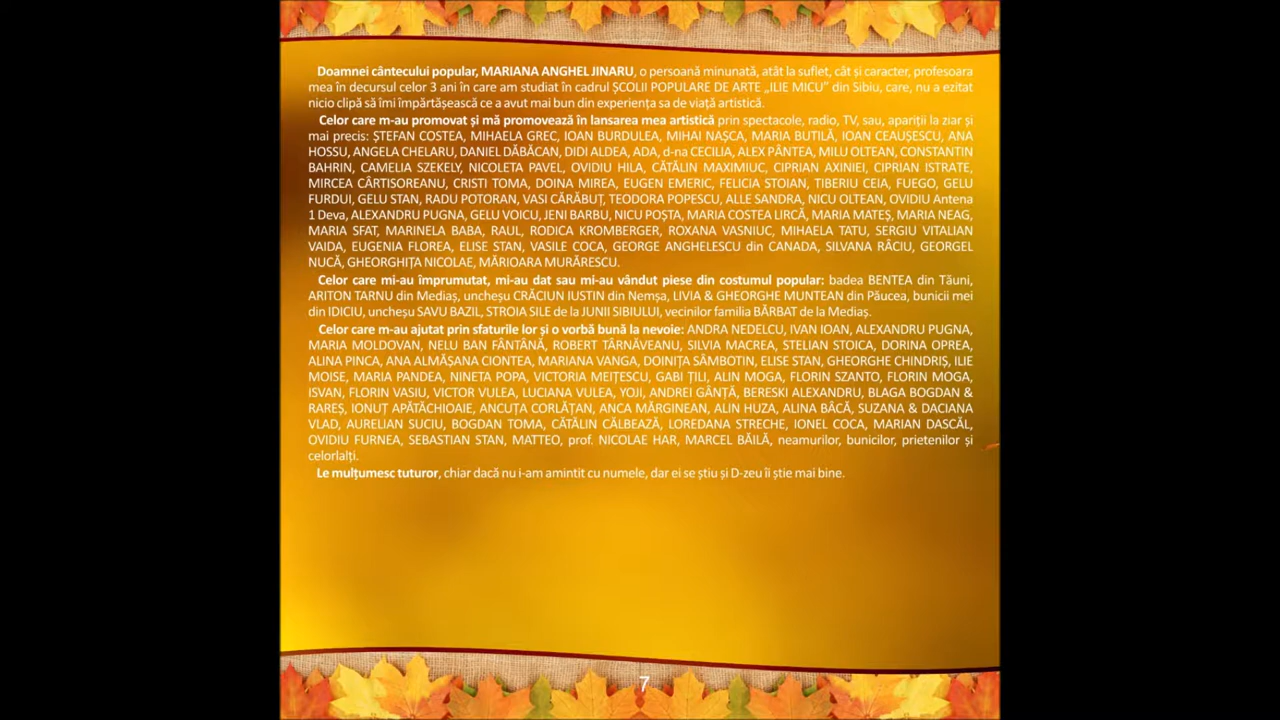 Doamnei cântecului popular, MARIANA ANGHEL JINARU, o persoană minunată, atât la suflet, cât și caracter, profesoara
mea în decursul celor 3 ani în care am studiat în cadrul ȘCOLII POPULARE DE ARTE „ILIE MICU" din Sibiu, care, nu a ezitat
nicio clipă să îmi împărtășească ce a avut mai bun din experiența sa de viață artistică.
Celor care m-au promovat și mă promovează în lansarea mea artistică prin spectacole, radio, TV, sau, apariții la ziar și
mai precis: ȘTEFAN COSTEA, MIHAELA GREC, IOAN BURDULEA, MIHAI NAȘCA, MARIA BUTILĂ, IOAN CEAUȘESCU, ANA
HOSSU, ANGELA CHELARU, DANIEL DĂBĂCAN, DIDI ALDEA, ADA, d-na CECILIA, ALEX PÂNTEA, MILU OLTEAN, CONSTANTIN
BAHRIN, CAMELIA SZEKELY, NICOLETA PAVEL, OVIDIU HILA, CĂTĂLIN MAXIMIUC, CIPRIAN AXINIEI, CIPRIAN ISTRATE,
MIRCEA CÂRTISOREANU, CRISTI TOMA, DOINA MIREA, EUGEN EMERIC, FELICIA STOIAN, TIBERIU CEIA, FUEGO, GELU
FURDUI, GELU STAN, RADU POTORAN, VASI CĂRĂBUȚ, TEODORA POPESCU, ALLE SANDRA, NICU OLTEAN, OVIDIU Antena
1 Deva, ALEXANDRU PUGNA, GELU VOICU, JENI BARBU, NICU POȘTA, MARIA COSTEA LIRCĂ, MARIA MATEȘ, MARIA NEAG,
MARIA SFAT, MARINELA BABA, RAUL, RODICA KROMBERGER, ROXANA VASNIUC, MIHAELA TATU, SERGIU VITALIAN
VAIDA, EUGENIA FLOREA, ELISE STAN, VASILE COCA, GEORGE ANGHELESCU din CANADA, SILVANA RÂCIU, GEORGEL
NUCĂ, GHEORGHIȚA NICOLAE, MĂRIOARA MURĂRESCU.
Celor care mi-au împrumutat, mi-au dat sau mi-au vândut piese din costumul popular: badea BENTEA din Tăuni,
ARITON TARNU din Mediaș, uncheșu CRĂCIUN IUSTIN din Nemșa, LIVIA & GHEORGHE MUNTEAN din Păucea, bunicii mei
din IDICIU, uncheșu SAVU BAZIL, STROIA SILE de la JUNII SIBIULUI, vecinilor familia BĂRBAT de la Mediaș.
Celor care m-au ajutat prin sfaturile lor și o vorbă bună la nevoie: ANDRA NEDELCU, IVAN IOAN, ALEXANDRU PUGNA,
MARIA MOLDOVAN, NELU BAN FÂNTÂNĂ, ROBERT TÂRNĂVEANU, SILVIA MACREA, STELIAN STOICA, DORINA OPREA,
ALINA PINCA, ANA ALMĂȘANA CIONTEA, MARIANA VANGA, DOINIȚA SÂMBOTIN, ELISE STAN, GHEORGHE CHINDRIȘ, ILIE
MOISE, MARIA PANDEA, NINETA POPA, VICTORIA MEIȚESCU, GABI ȚILI, ALIN MOGA, FLORIN SZANTO, FLORIN MOGA,
ISVAN, FLORIN VASIU, VICTOR VULEA, LUCIANA VULEA, YOJI, ANDREI GÂNȚĂ, BERESKI ALEXANDRU, BLAGA BOGDAN &
RAREȘ, IONUȚ APĂTĂCHIOAIE, ANCUȚA CORLĂȚAN, ANCA MĂRGINEAN, ALIN HUZA, ALINA BÂCĂ, SUZANA & DACIANA
VLAD, AURELIAN SUCIU, BOGDAN TOMA, CĂTĂLIN CĂLBEAZĂ, LOREDANA STRECHE, IONEL COCA, MARIAN DASCĂL,
OVIDIU FURNEA, SEBASTIAN STAN, MATTEO, prof. NICOLAE HAR, MARCEL BĂILĂ, neamurilor, bunicilor, prietenilor și
celorlalți.
Le mulțumesc tuturor, chiar dacă nu i-am amintit cu numele, dar ei se știu și D-zeu îi știe mai bine.
7